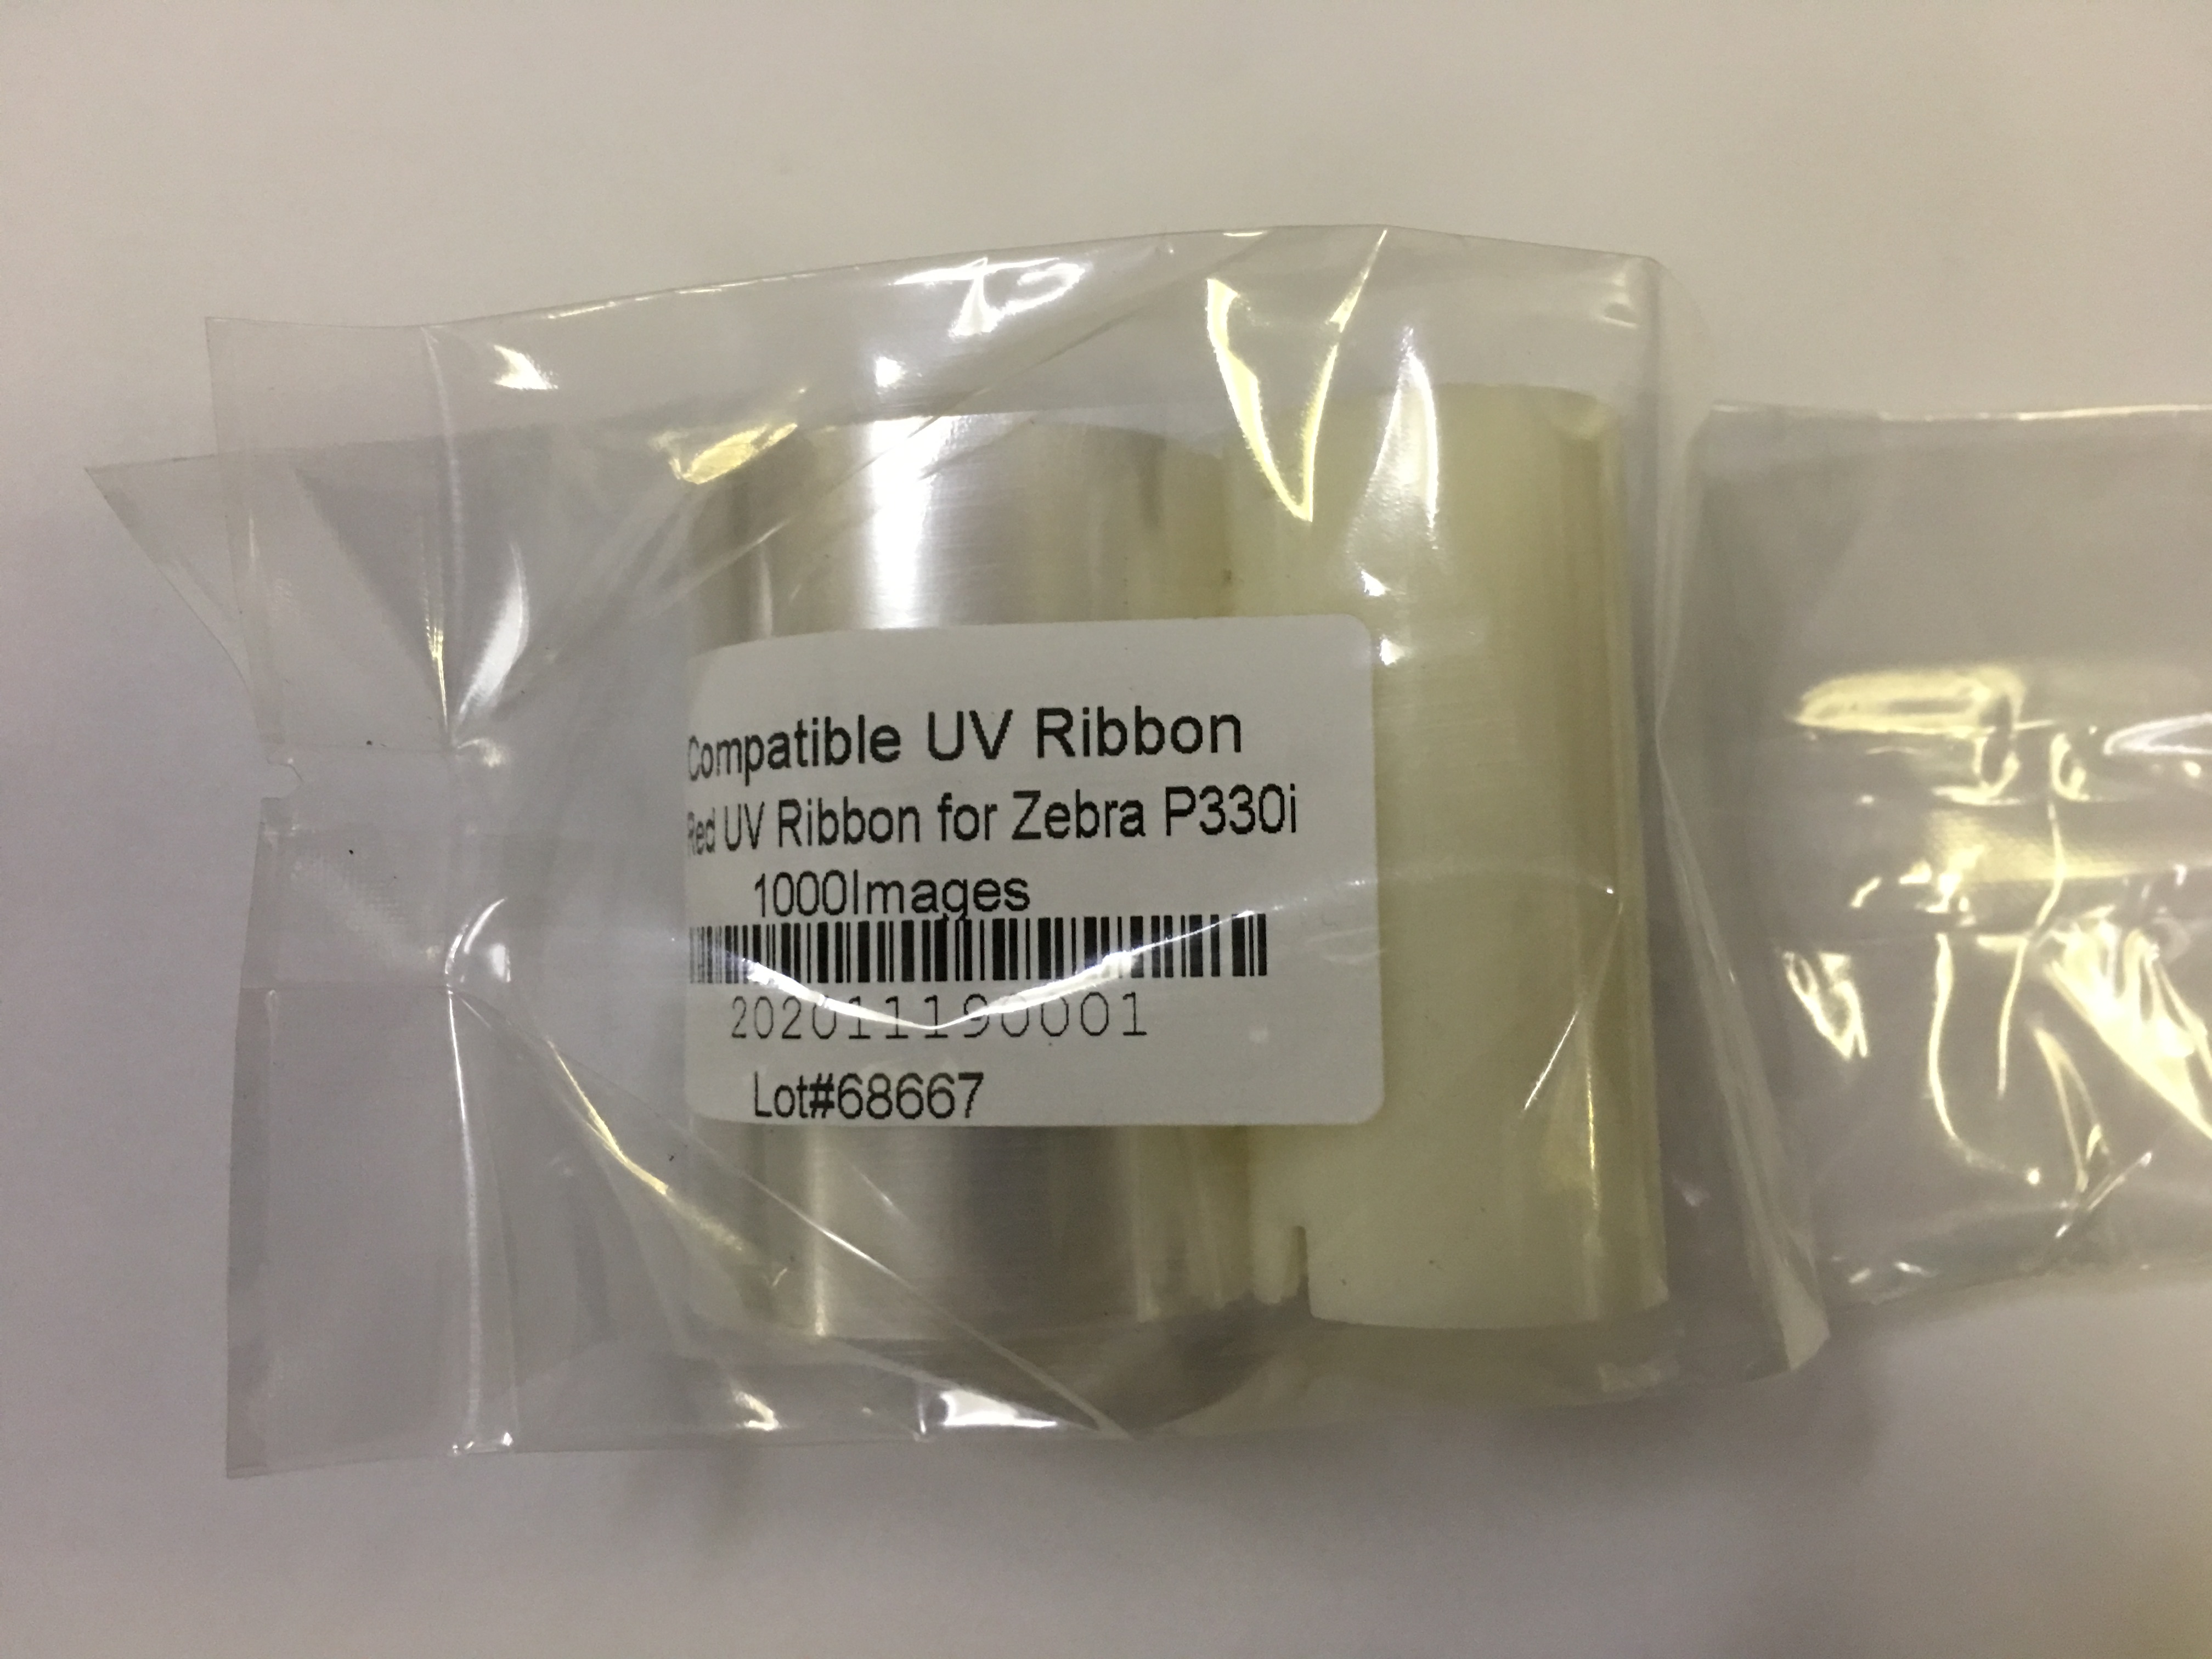 Compatible UV Ribbon
Red UV Ribbon for Zebra P330i
1000Images
202011190001
Lot#68667